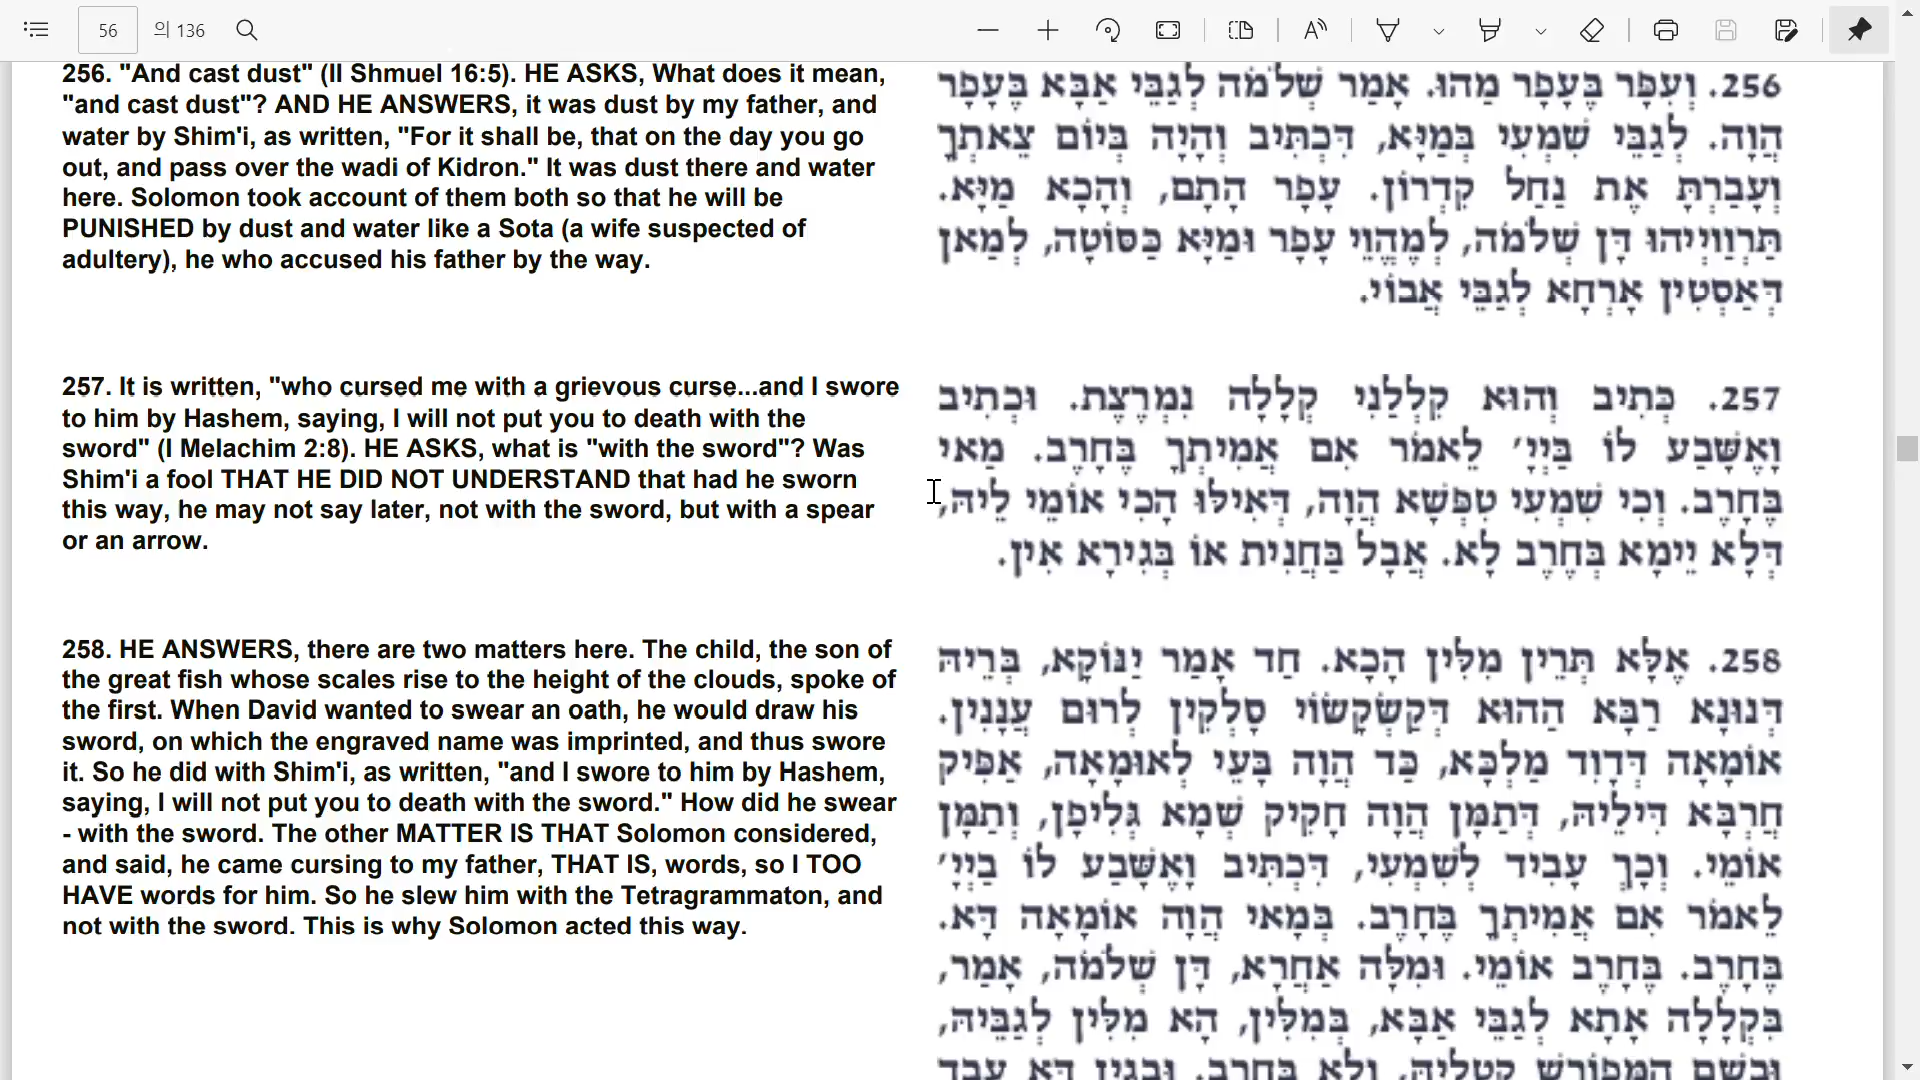 56 의 136
256. "And cast dust" (II Shmuel 16:5). HE ASKS, What does it mean,
"and cast dust"? AND HE ANSWERS, it was dust by my father, and
water by Shim'i, as written, "For it shall be, that on the day you go
out, and pass over the wadi of Kidron." It was dust there and water
here. Solomon took account of them both so that he will be
PUNISHED by dust and water like a Sota (a wife suspected of
adultery), he who accused his father by the way.
256. וְעִפָּר בֶּעָפָר מַהוּ. אָמַר שְׁלֹמֹה לְגַבֵּי אַבָּא בֶּעָפָר
הֲוָה. לְגַבֵּי שִׁמְעִי בְּמַיָּא, דִּכְתִּיב וְהָיָה בְּיוֹם צֵאתְךָ
וְעָבַרְתָּ אֶת נַחַל קִדְרוֹן. עָפָר הָתָם, וְהָכָא מַיָּא.
תַּרְוַויְיהוּ דָּן שְׁלֹמֹה, לְמֶהֱוֵי עָפָר וּמַיָּא כַּסּוֹטָה, לְמַאן
דְּאַסְטִין אָרְחָא לְגַבֵּי אֲבוֹי.
257. It is written, "who cursed me with a grievous curse...and I swore
to him by Hashem, saying, I will not put you to death with the
sword" (I Melachim 2:8). HE ASKS, what is "with the sword"? Was
Shim'i a fool THAT HE DID NOT UNDERSTAND that had he sworn
this way, he may not say later, not with the sword, but with a spear
or an arrow.
257. כְּתִיב וְהוּא קִלְלַנִי קְלָלָה נִמְרֶצֶת. וּכְתִיב
וָאֶשָּׁבַע לוֹ בַּיְיָ׳ לֵאמֹר אִם אֲמִיתְךָ בֶּחָרֶב. מַאי
בֶּחָרֶב. וְכִי שִׁמְעִי טִפְּשָׁא הֲוָה, דְּאִילּוּ הָכִי אוֹמֵי לֵיהּ,
דְּלָא יֵימָא בְּחֶרֶב לָא. אֲבָל בַּחֲנִית אוֹ בְּגִירָא אִין.
258. HE ANSWERS, there are two matters here. The child, the son of
the great fish whose scales rise to the height of the clouds, spoke of
the first. When David wanted to swear an oath, he would draw his
sword, on which the engraved name was imprinted, and thus swore
it. So he did with Shim'i, as written, "and I swore to him by Hashem,
saying, I will not put you to death with the sword." How did he swear
- with the sword. The other MATTER IS THAT Solomon considered,
and said, he came cursing to my father, THAT IS, words, so I TOO
HAVE words for him. So he slew him with the Tetragrammaton, and
not with the sword. This is why Solomon acted this way.
258. אֶלָּא תְּרֵין מִלִּין הָכָא. חַד אָמַר יַנּוֹקָא, בְּרֵיהּ
דְּנוּנָא רַבָּא הַהוּא דְּקַשְׂקְשׂוֹי סָלְקִין לְרוּם עֲנָנִין.
אוֹמָאָה דְּדָוִד מַלְכָּא, כַּד הֲוָה בָּעֵי לְאוּמָאָה, אַפִּיק
חַרְבָּא דִּילֵיהּ, דְּתַמָּן הֲוָה חָקִיק שְׁמָא גְּלִיפָן, וְתַמָּן
אוֹמֵי. וְכָךְ עָבִיד לְשִׁמְעִי, דִּכְתִּיב וָאֶשָּׁבַע לוֹ בַּיְיָ׳
לֵאמֹר אִם אֲמִיתְךָ בֶּחָרֶב. בְּמָאי הֲוָה אוֹמָאָה דָּא.
בֶּחָרֶב. בֶּחָרֶב אוֹמֵי. וּמִלָּה אַחֲרָא, דָּן שְׁלֹמֹה, אָמַר,
בִּקְלָלָה אָתָא לְגַבֵּי אַבָּא, בְּמִלִּין, הָא מִלִּין לְגַבֵּיהּ,
וּבְשֵׁם הַמְּפוֹרָשׁ קַטְלֵיהּ, וְלָא בְּחֶרֶב. וּבְגִין דָּא עֲבַד